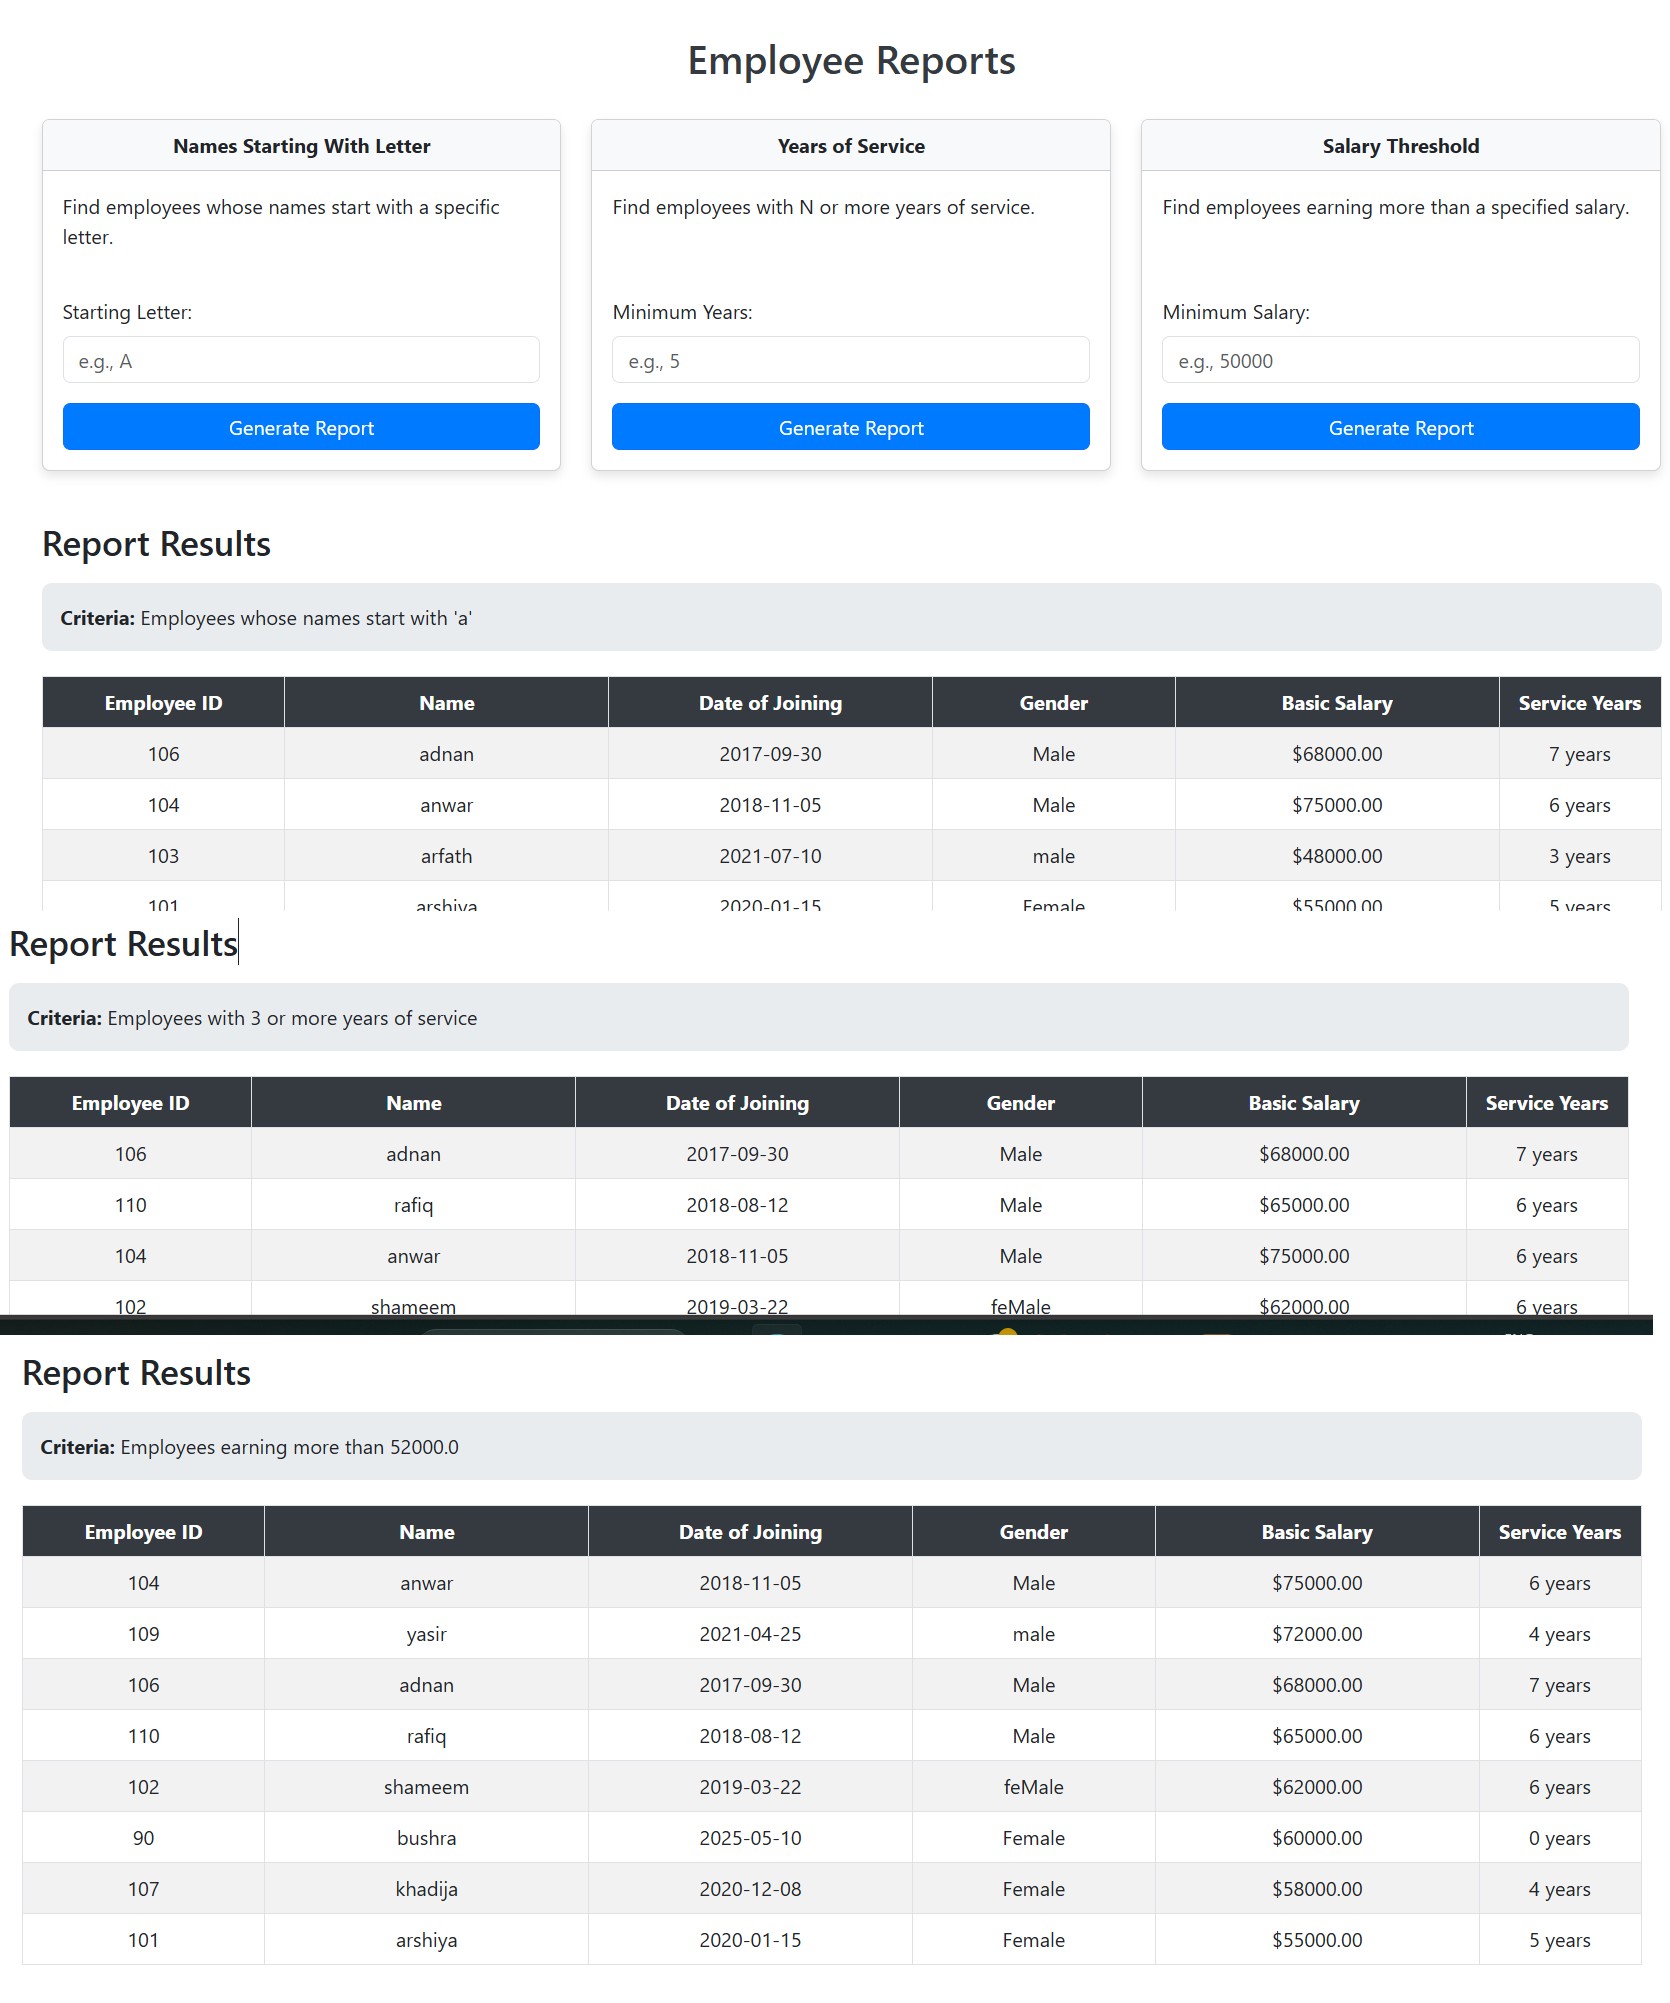 Employee Reports
Names Starting With Letter
Find employees whose names start with a specific
letter.
Starting Letter:
e.g., A
Generate Report
Years of Service
Find employees with N or more years of service.
Minimum Years:
e.g., 5
Generate Report
Salary Threshold
Find employees earning more than a specified salary.
Minimum Salary:
e.g., 50000
Generate Report
Report Results
Criteria: Employees whose names start with 'a'
Employee ID Name Date of Joining Gender Basic Salary Service Years
106 adnan 2017-09-30 Male $68000.00 7 years
104 anwar 2018-11-05 Male $75000.00 6 years
103 arfath 2021-07-10 male $48000.00 3 years
101 arshiya 2020-01-15 Female $55000.00 5 years
Report Results
Criteria: Employees with 3 or more years of service
Employee ID Name Date of Joining Gender Basic Salary Service Years
106 adnan 2017-09-30 Male $68000.00 7 years
110 rafiq 2018-08-12 Male $65000.00 6 years
104 anwar 2018-11-05 Male $75000.00 6 years
102 shameem 2019-03-22 feMale $62000.00 6 years
Report Results
Criteria: Employees earning more than 52000.0
Employee ID Name Date of Joining Gender Basic Salary Service Years
104 anwar 2018-11-05 Male $75000.00 6 years
109 yasir 2021-04-25 male $72000.00 4 years
106 adnan 2017-09-30 Male $68000.00 7 years
110 rafiq 2018-08-12 Male $65000.00 6 years
102 shameem 2019-03-22 feMale $62000.00 6 years
90 bushra 2025-05-10 Female $60000.00 0 years
107 khadija 2020-12-08 Female $58000.00 4 years
101 arshiya 2020-01-15 Female $55000.00 5 years